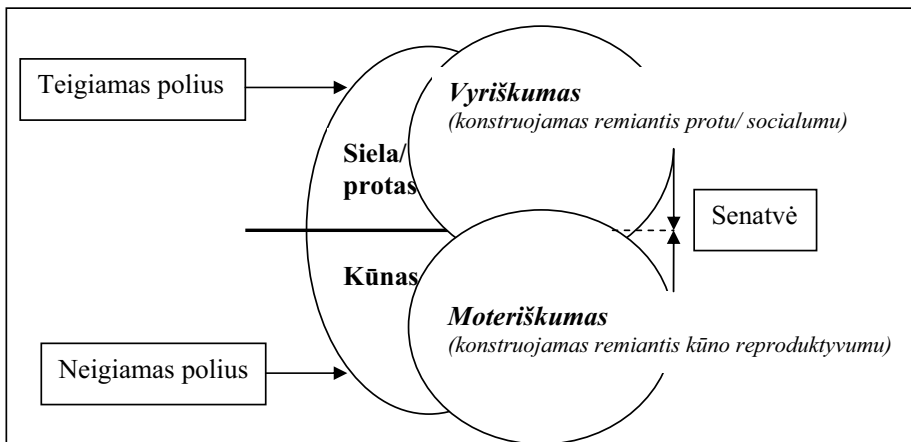 Teigiamas polius
Vyriškumas
(konstruojamas remiantis protu/ socialumu)
Siela/
protas
Senatvė
Kūnas
Moteriškumas
(konstruojamas remiantis kūno reproduktyvumu)
Neigiamas polius